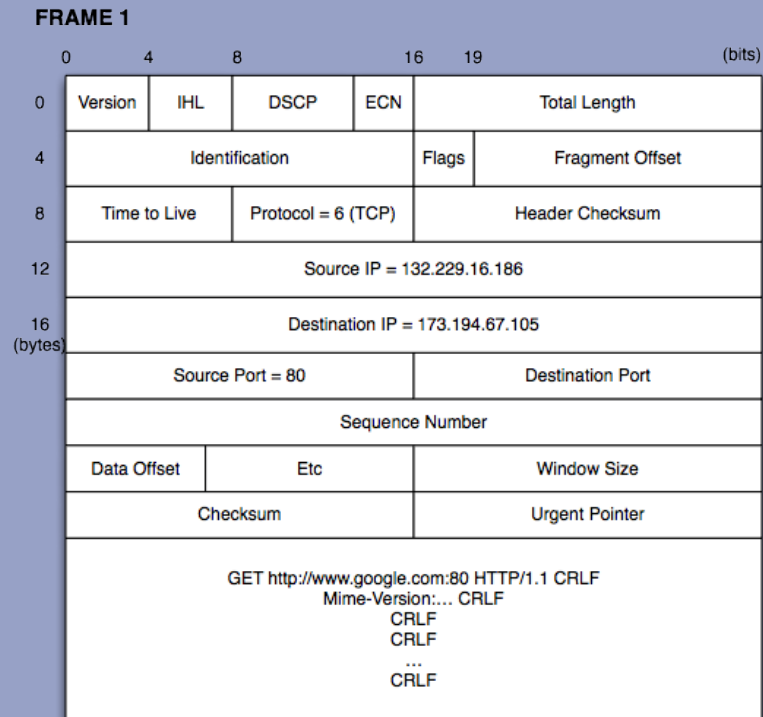 FRAME 1
0 4 8 16 19 (bits)
0 Version IHL DSCP ECN Total Length
4 Identification Flags Fragment Offset
8 Time to Live Protocol = 6 (TCP) Header Checksum
12 Source IP = 132.229.16.186
16 Destination IP = 173.194.67.105
(bytes)
Source Port = 80 Destination Port
Sequence Number
Data Offset Etc Window Size
Checksum Urgent Pointer
GET http://www.google.com:80 HTTP/1.1 CRLF
Mime-Version:... CRLF
CRLF
CRLF
...
CRLF